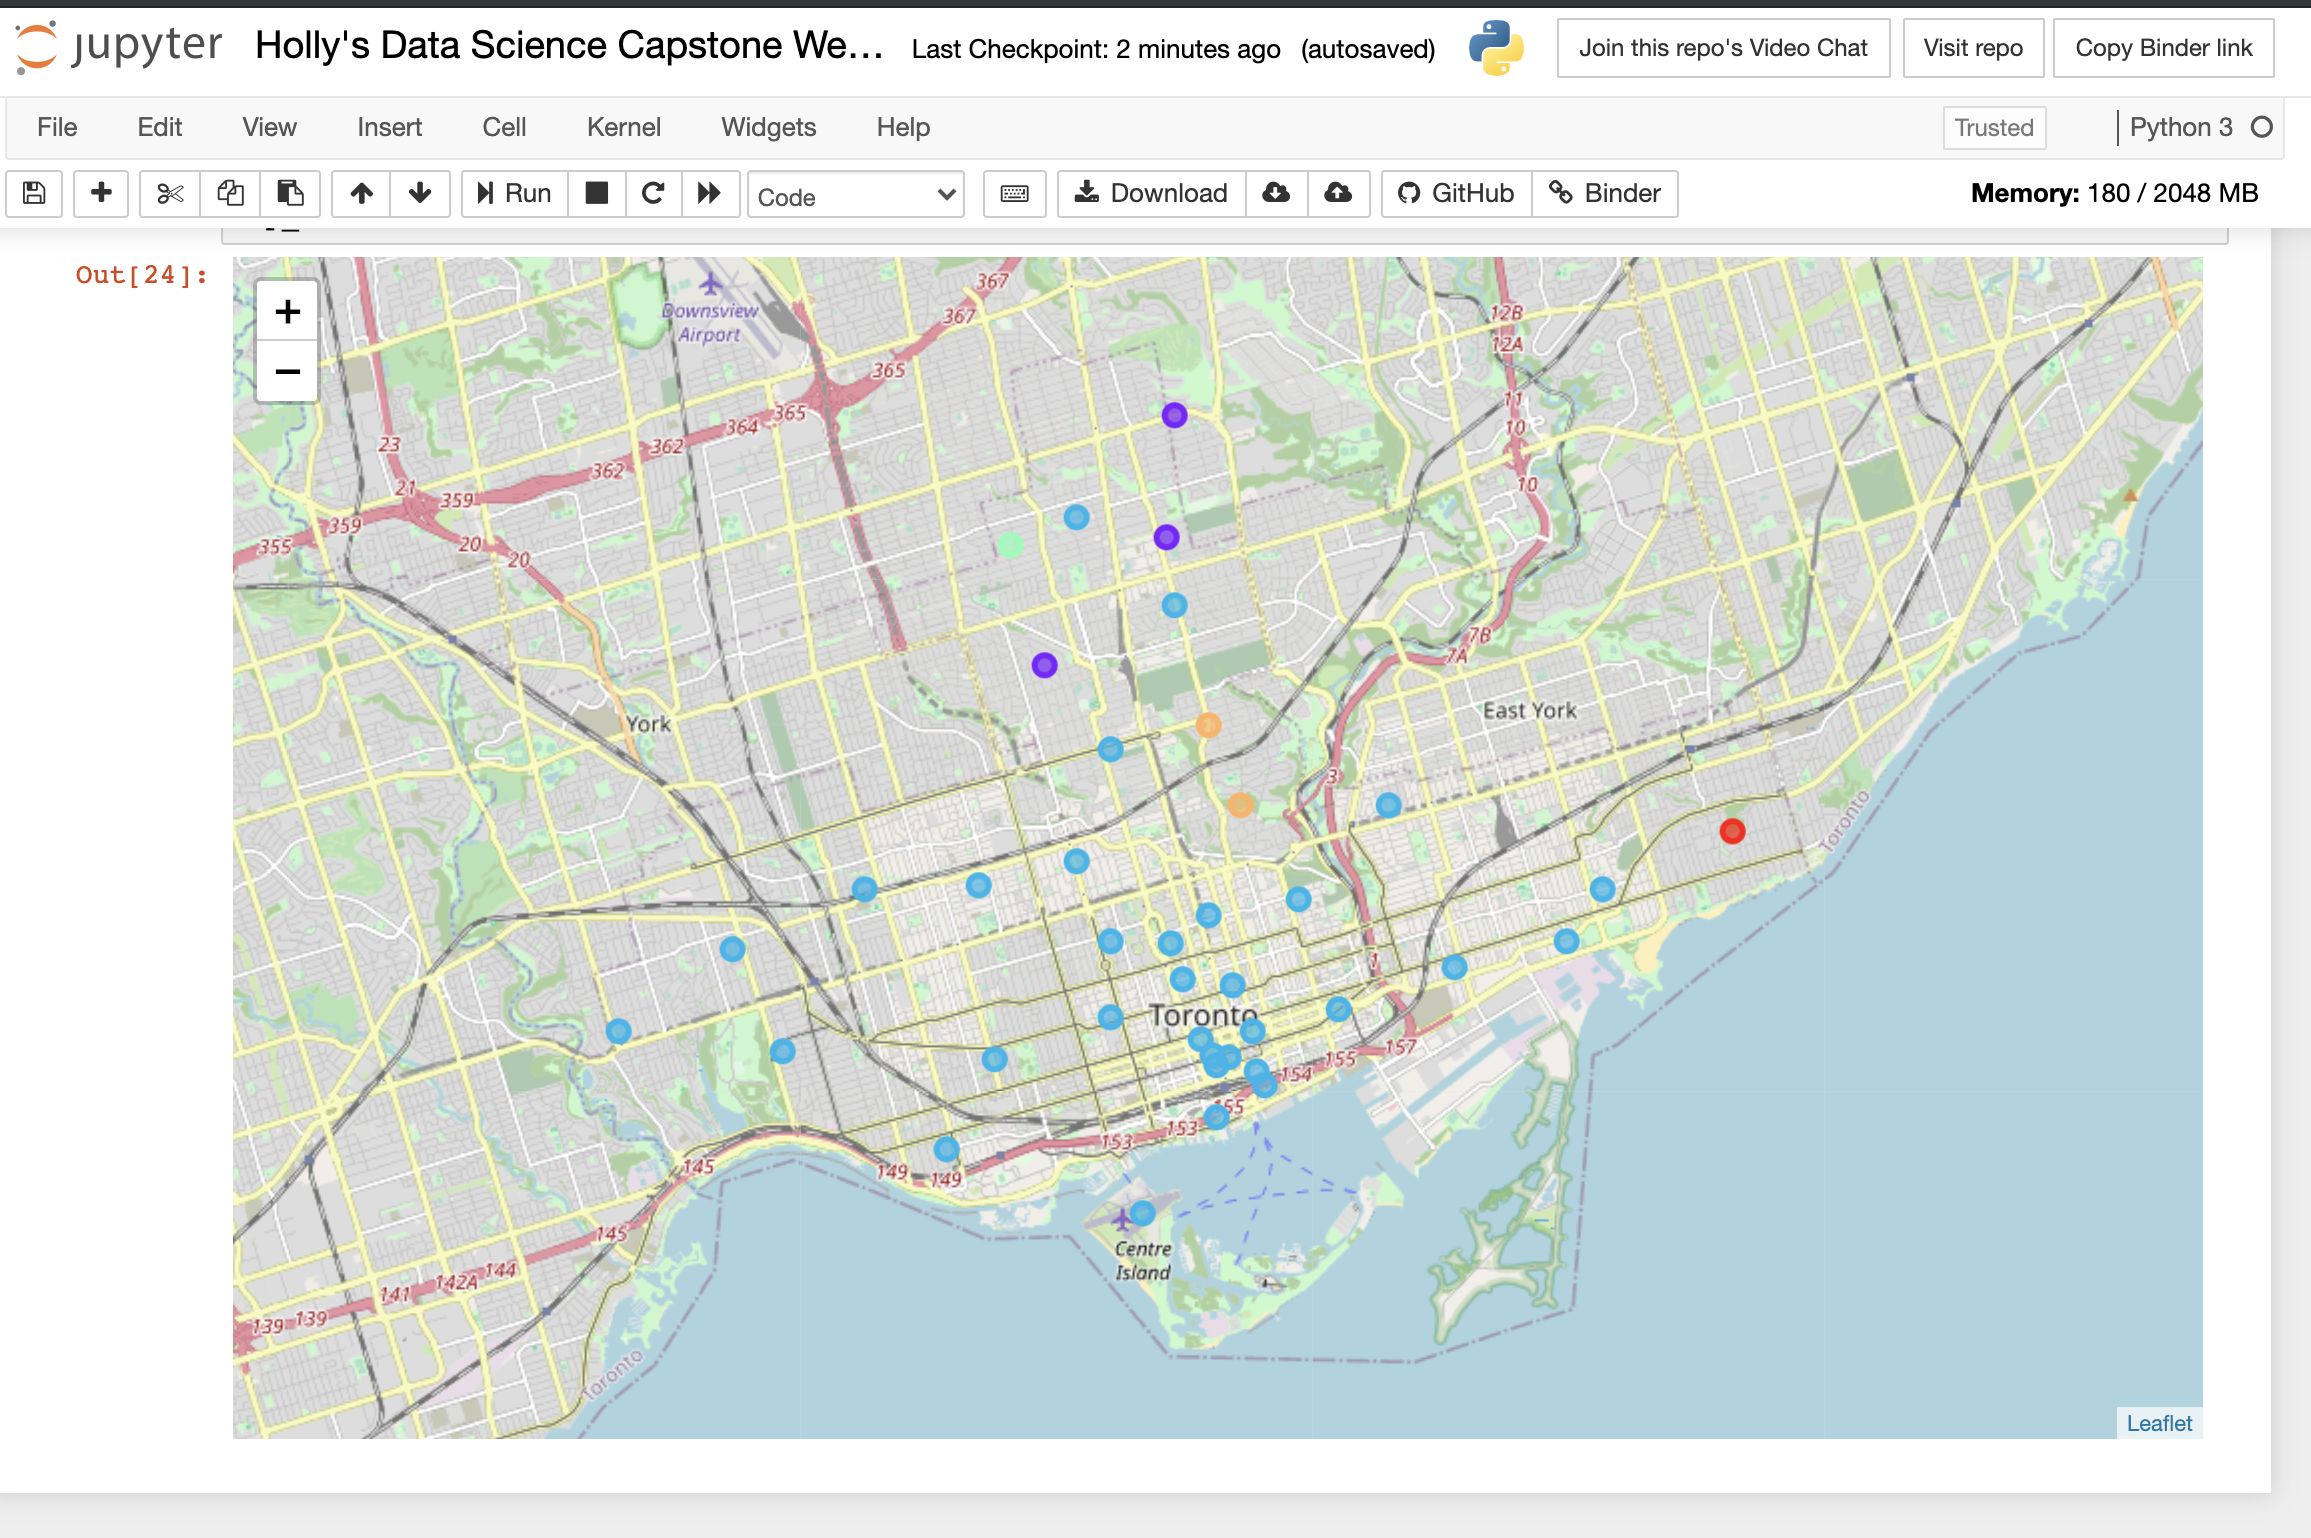 jupyter Holly's Data Science Capstone We... Last Checkpoint: 2 minutes ago (autosaved) Join this repo's Video Chat Visit repo Copy Binder link
File Edit View Insert Cell Kernel Widgets Help Trusted Python 3
Run Code Download GitHub Binder Memory: 180 / 2048 MB
Out[24]:
+
−
Downsview
Airport
367
367
365
365
364
362
362
359
359
355
23
21
20
20
12B
12A
11
10
10
7B
7A
York
East York
3
1
Toronto
Toronto
157
155
154
155
153
153
149
149
145
145
144
142A
141
139
139
Centre
Island
Toronto
Leaflet